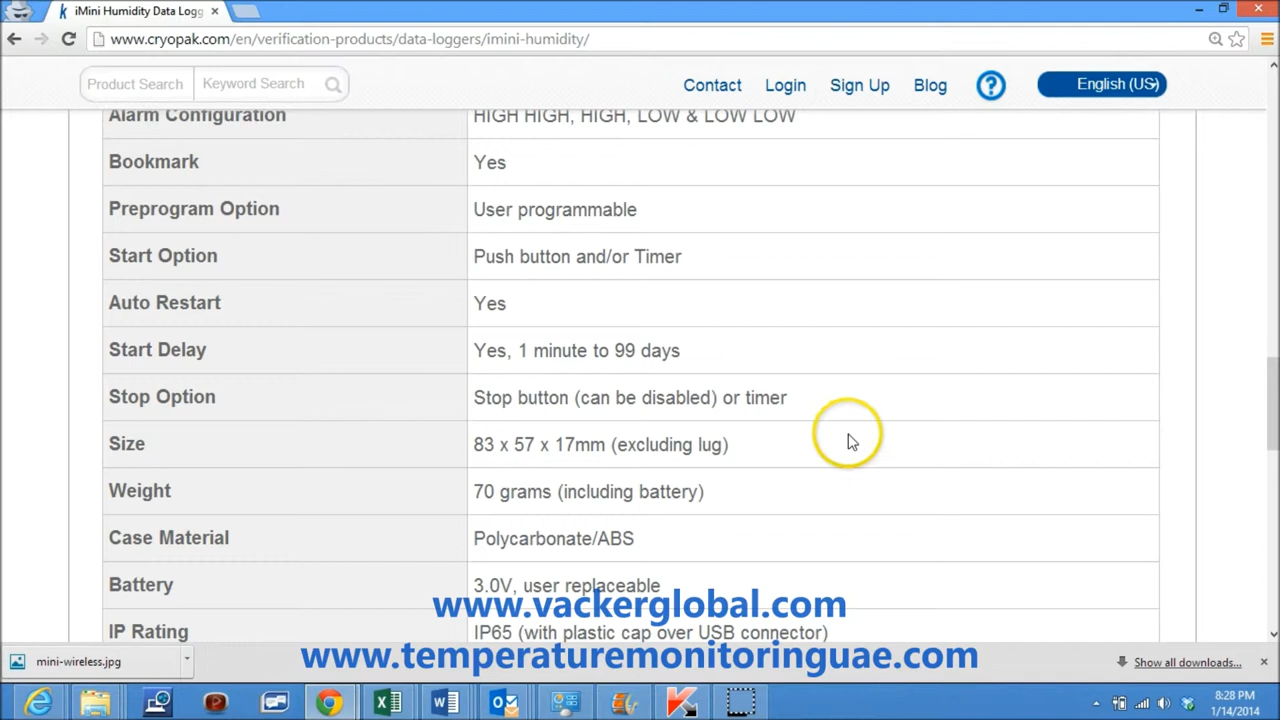 iMini Humidity Data Logg
www.cryopak.com/en/verification-products/data-loggers/imini-humidity/
Product Search Keyword Search Contact Login Sign Up Blog ? English (US)
Alarm Configuration HIGH HIGH, HIGH, LOW & LOW LOW
Bookmark Yes
Preprogram Option User programmable
Start Option Push button and/or Timer
Auto Restart Yes
Start Delay Yes, 1 minute to 99 days
Stop Option Stop button (can be disabled) or timer
Size 83 x 57 x 17mm (excluding lug)
Weight 70 grams (including battery)
Case Material Polycarbonate/ABS
Battery 3.0V, user replaceable
www.vackerglobal.com
IP Rating IP65 (with plastic cap over USB connector)
www.temperaturemonitoringuae.com
mini-wireless.jpg Show all downloads...
8:28 PM
1/14/2014